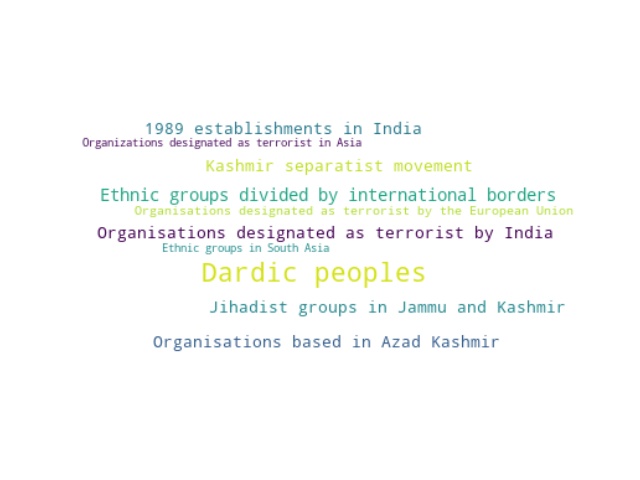 1989 establishments in India
Organizations designated as terrorist in Asia
Kashmir separatist movement
Ethnic groups divided by international borders
Organisations designated as terrorist by the European Union
Organisations designated as terrorist by India
Ethnic groups in South Asia
Dardic peoples
Jihadist groups in Jammu and Kashmir
Organisations based in Azad Kashmir